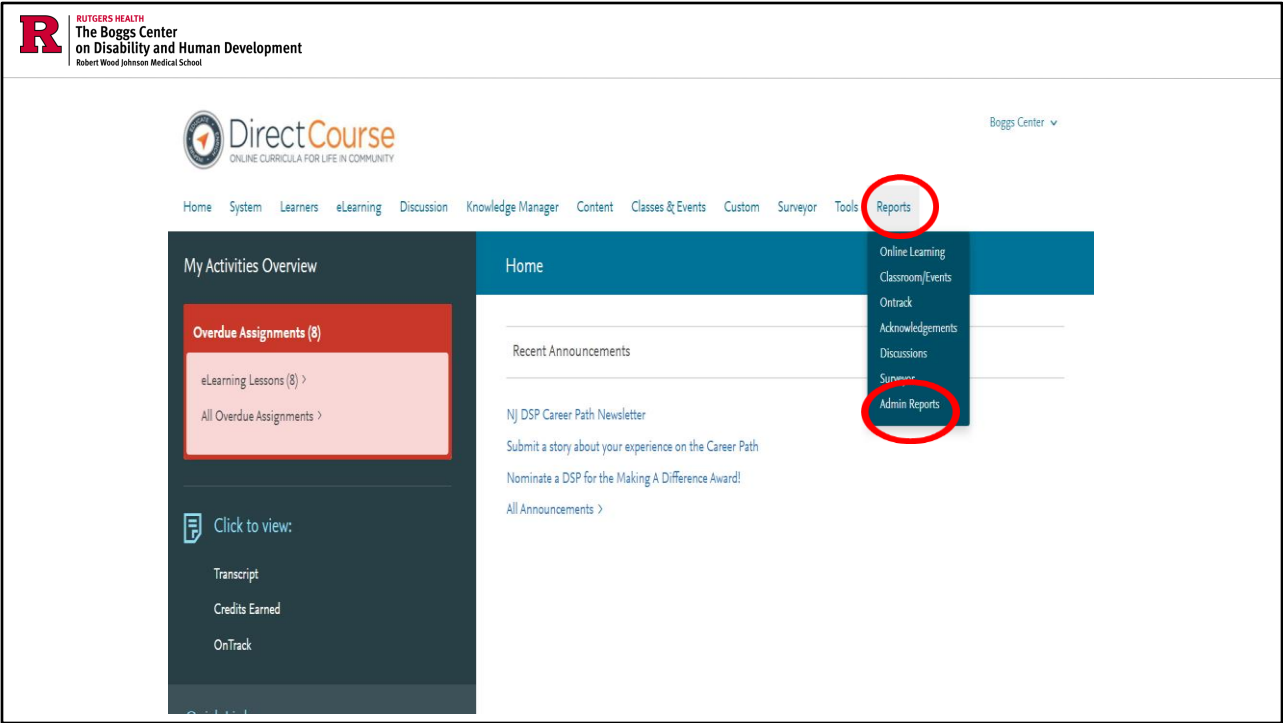 RUTGERS HEALTH
The Boggs Center
on Disability and Human Development
Robert Wood Johnson Medical School
DirectCourse
ONLINE CURRICULA FOR LIFE IN COMMUNITY
Boggs Center
Home System Learners eLearning Discussion Knowledge Manager Content Classes & Events Custom Surveyor Tools Reports
Online Learning
Classroom/Events
Ontrack
Acknowledgements
Discussions
Surveyor
Admin Reports
My Activities Overview
Overdue Assignments (8)
eLearning Lessons (8) >
All Overdue Assignments >
Click to view:
Transcript
Credits Earned
OnTrack
Home
Recent Announcements
NJ DSP Career Path Newsletter
Submit a story about your experience on the Career Path
Nominate a DSP for the Making A Difference Award!
All Announcements >